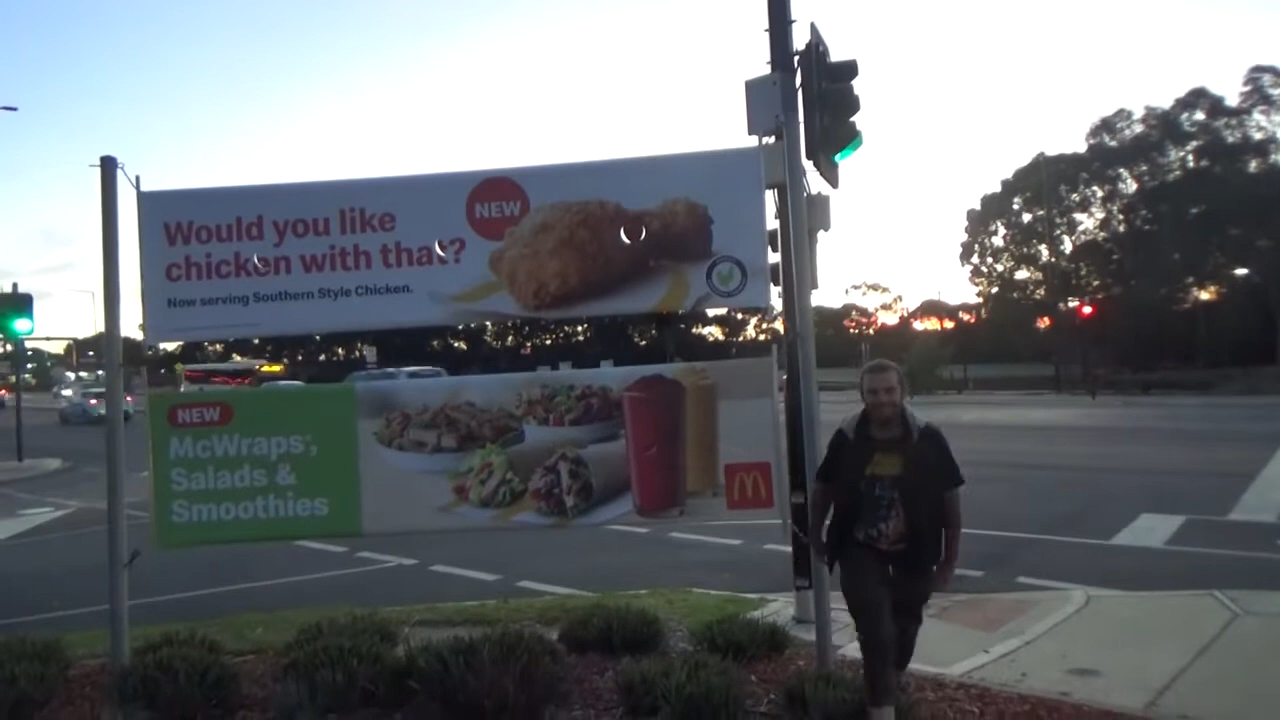 Would you like
chicken with that?
Now serving Southern Style Chicken.
NEW
NEW
McWraps®,
Salads &
Smoothies